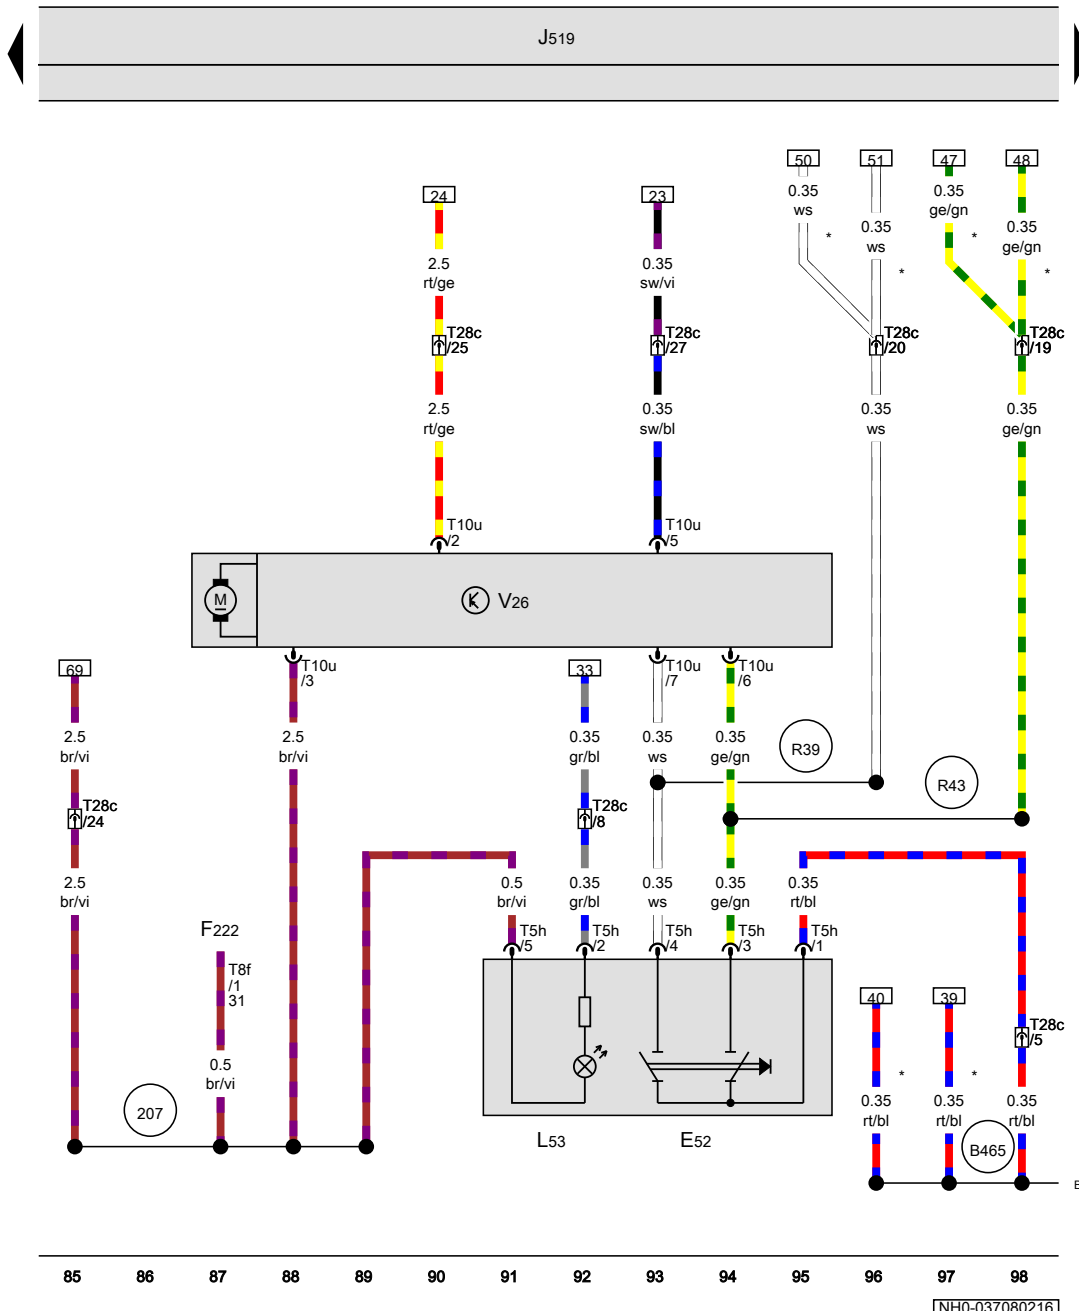 J519
50
51
47
48
0.35
ws
*
0.35
ws
*
0.35
ge/gn
*
0.35
ge/gn
*
24
23
2.5
rt/ge
0.35
sw/vi
T28c
/25
T28c
/27
T28c
/20
T28c
/19
2.5
rt/ge
0.35
sw/bl
0.35
ws
0.35
ge/gn
T10u
/2
T10u
/5
M
V26
69
T10u
/3
33
T10u
/7
T10u
/6
2.5
br/vi
2.5
br/vi
0.35
gr/bl
0.35
ws
0.35
ge/gn
R39
R43
T28c
/24
T28c
/8
2.5
br/vi
0.5
br/vi
0.35
gr/bl
0.35
ws
0.35
ge/gn
0.35
rt/bl
F222
T5h
/5
T5h
/2
T5h
/4
T5h
/3
T5h
/1
T8f
/1
31
40
39
T28c
/5
0.5
br/vi
*
*
0.35
rt/bl
0.35
rt/bl
0.35
rt/bl
207
L53
E52
B465
85 86 87 88 89 90 91 92 93 94 95 96 97 98
NH0-037080216